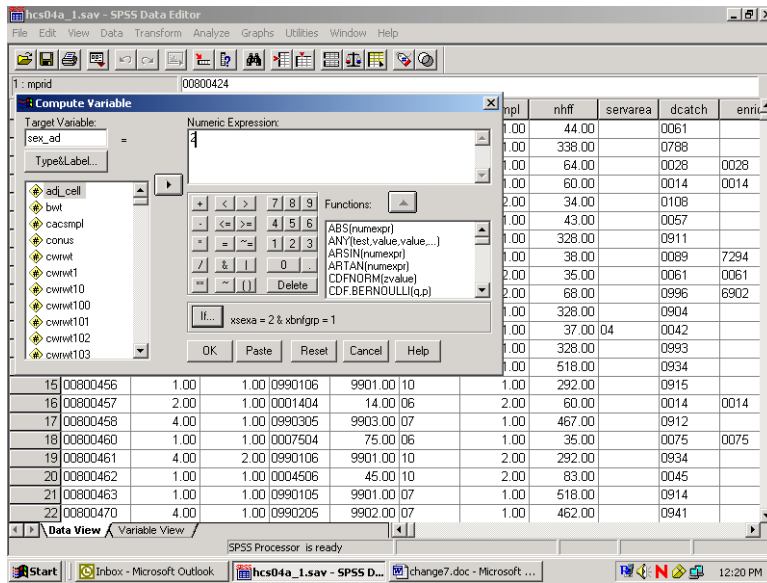 hcs04a_1.sav - SPSS Data Editor
File Edit View Data Transform Analyze Graphs Utilities Window Help
1 : mprid 00800424
Compute Variable
Target Variable: Numeric Expression:
sex_ad = 2
Type&Label...
adj_cell
bwt
cacsmpl
conus
cwrwt
cwrwt1
cwrwt10
cwrwt100
cwrwt101
cwrwt102
cwrwt103
+ < > 7 8 9 Functions:
- <= >= 4 5 6
* = ~= 1 2 3
/ & | 0 .
** ~ () Delete
ABS(numexpr)
ANY(test,value,value,...)
ARSIN(numexpr)
ARTAN(numexpr)
CDFNORM(zvalue)
CDF.BERNOULLI(q,p)
If... xsexa = 2 & xbnfgrp = 1
OK Paste Reset Cancel Help
mpl nhff servarea dcatch enric
1.00 44.00 0061
1.00 338.00 0788
1.00 64.00 0028 0028
1.00 60.00 0014 0014
2.00 34.00 0108
1.00 43.00 0057
1.00 328.00 0911
1.00 38.00 0089 7294
2.00 35.00 0061 0061
2.00 68.00 0996 6902
1.00 328.00 0904
1.00 37.00 04 0042
1.00 328.00 0993
1.00 518.00 0934
15 00800456 1.00 1.00 0990106 9901.00 10 1.00 292.00 0915
16 00800457 2.00 1.00 0001404 14.00 06 2.00 60.00 0014 0014
17 00800458 4.00 1.00 0990305 9903.00 07 1.00 467.00 0912
18 00800460 1.00 1.00 0007504 75.00 06 1.00 35.00 0075 0075
19 00800461 4.00 2.00 0990106 9901.00 10 2.00 292.00 0934
20 00800462 1.00 1.00 0004506 45.00 10 2.00 83.00 0045
21 00800463 1.00 1.00 0990105 9901.00 07 1.00 518.00 0914
22 00800470 4.00 1.00 0990205 9902.00 07 1.00 462.00 0941
Data View Variable View
SPSS Processor is ready
Start Inbox - Microsoft Outlook hcs04a_1.sav - SPSS D... change7.doc - Microsoft ... 12:20 PM